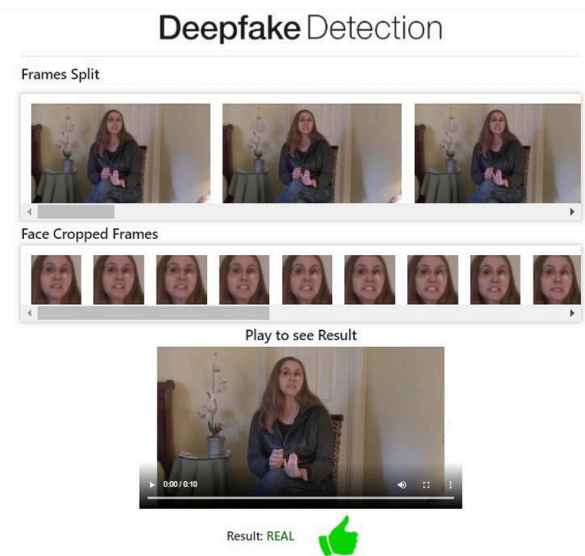 Deepfake Detection
Frames Split
Face Cropped Frames
Play to see Result
0:00 / 0:10
Result: REAL